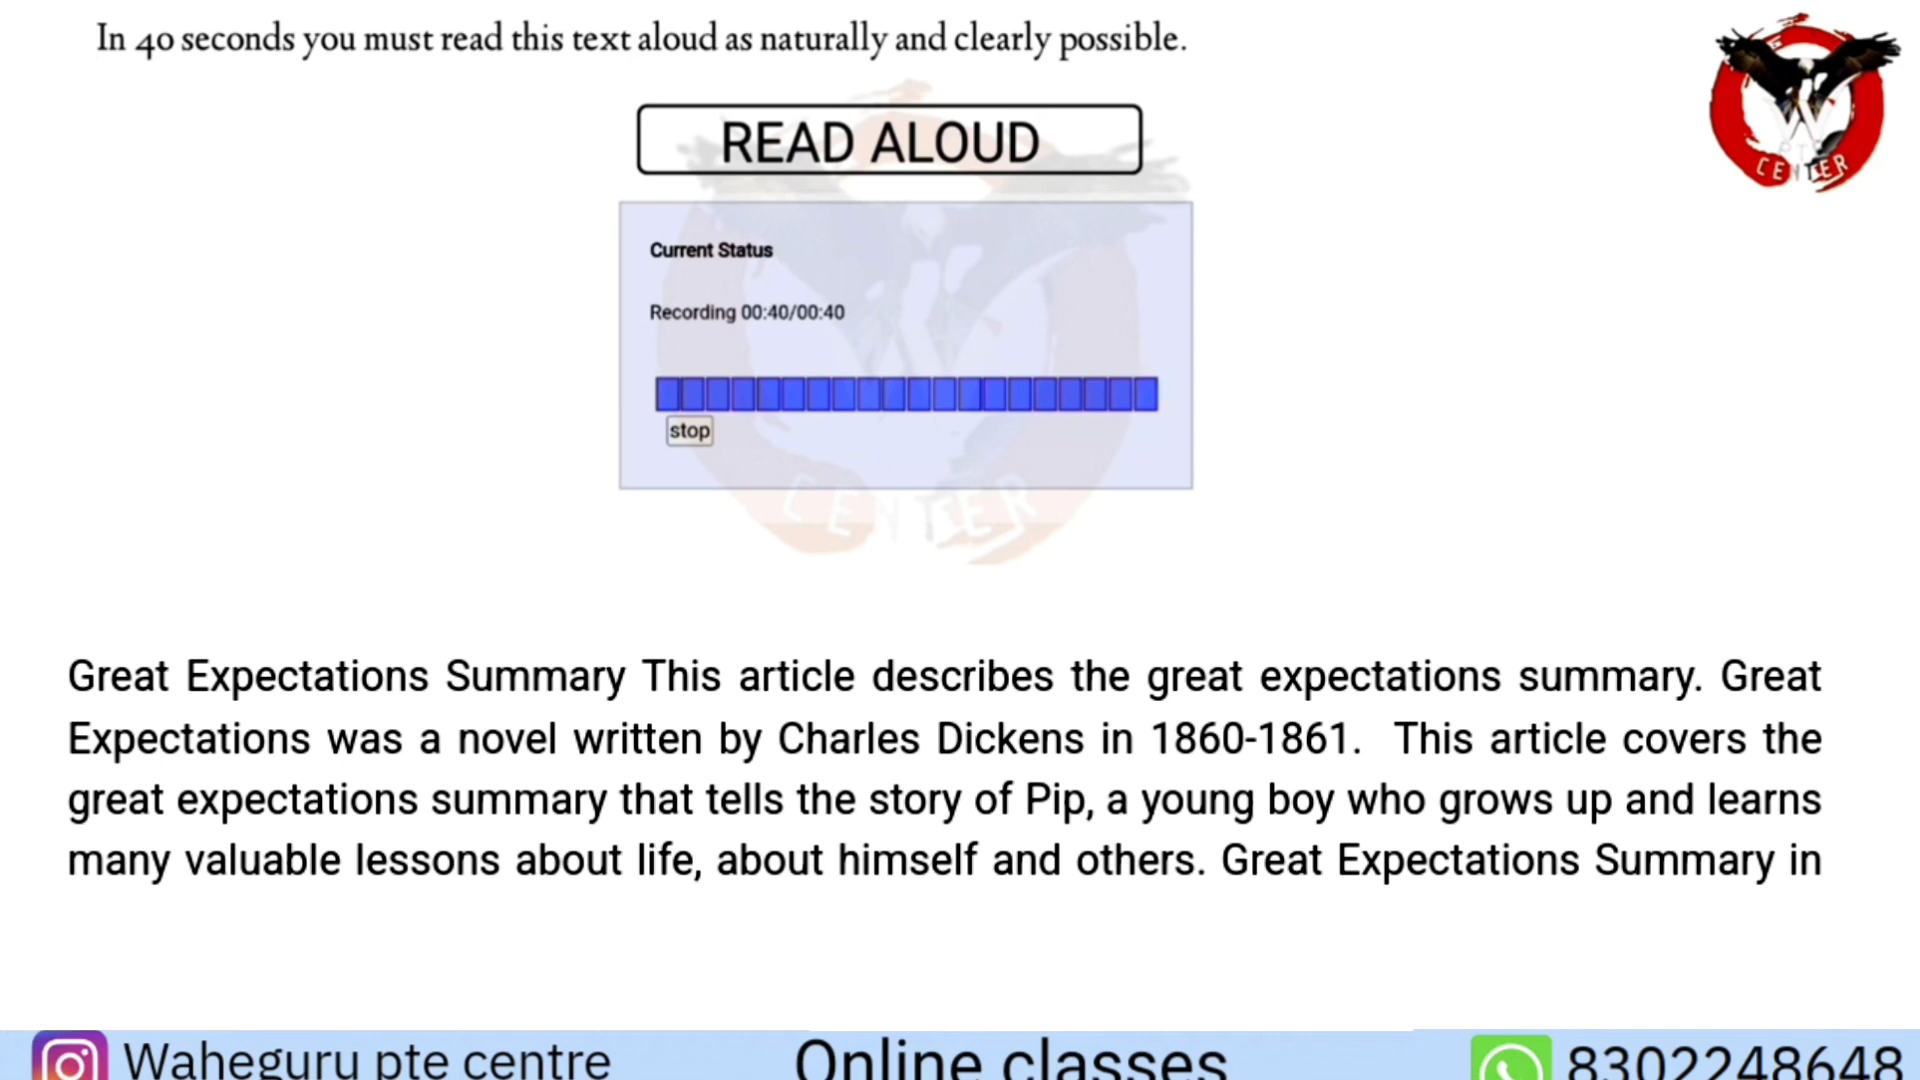 In 40 seconds you must read this text aloud as naturally and clearly possible.
READ ALOUD
Current Status
Recording 00:40/00:40
stop
CENTER
Great Expectations Summary This article describes the great expectations summary. Great
Expectations was a novel written by Charles Dickens in 1860-1861. This article covers the
great expectations summary that tells the story of Pip, a young boy who grows up and learns
many valuable lessons about life, about himself and others. Great Expectations Summary in
Waheguru pte centre
Online classes
8302248648
W
PTE
CENTER